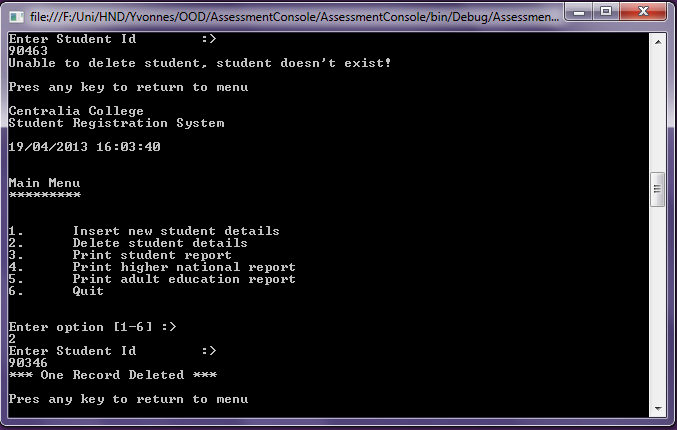 file:///F:/Uni/HND/Yvonnes/OOD/AssessmentConsole/AssessmentConsole/bin/Debug/Assessmen...
Enter Student Id :>
90463
Unable to delete student, student doesn't exist!
Pres any key to return to menu
Centralia College
Student Registration System
19/04/2013 16:03:40
Main Menu
*********
1. Insert new student details
2. Delete student details
3. Print student report
4. Print higher national report
5. Print adult education report
6. Quit
Enter option [1-6] :>
2
Enter Student Id :>
90346
*** One Record Deleted ***
Pres any key to return to menu